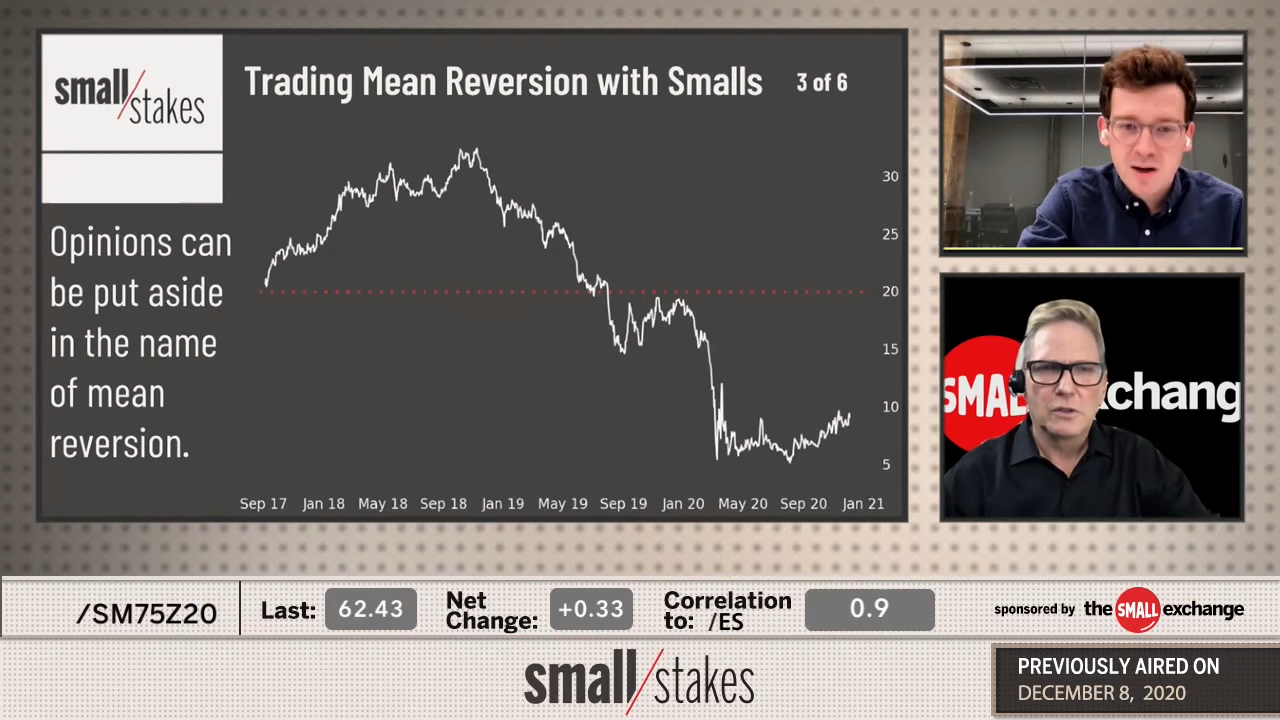 small/stakes
Trading Mean Reversion with Smalls
3 of 6
Opinions can
be put aside
in the name
of mean
reversion.
30
25
20
15
10
5
Sep 17 Jan 18 May 18 Sep 18 Jan 19 May 19 Sep 19 Jan 20 May 20 Sep 20 Jan 21
SMAL xchang
/SM75Z20
Last: 62.43
Net
Change: +0.33
Correlation
to: /ES 0.9
sponsored by the SMALL exchange
small/stakes
PREVIOUSLY AIRED ON
DECEMBER 8, 2020